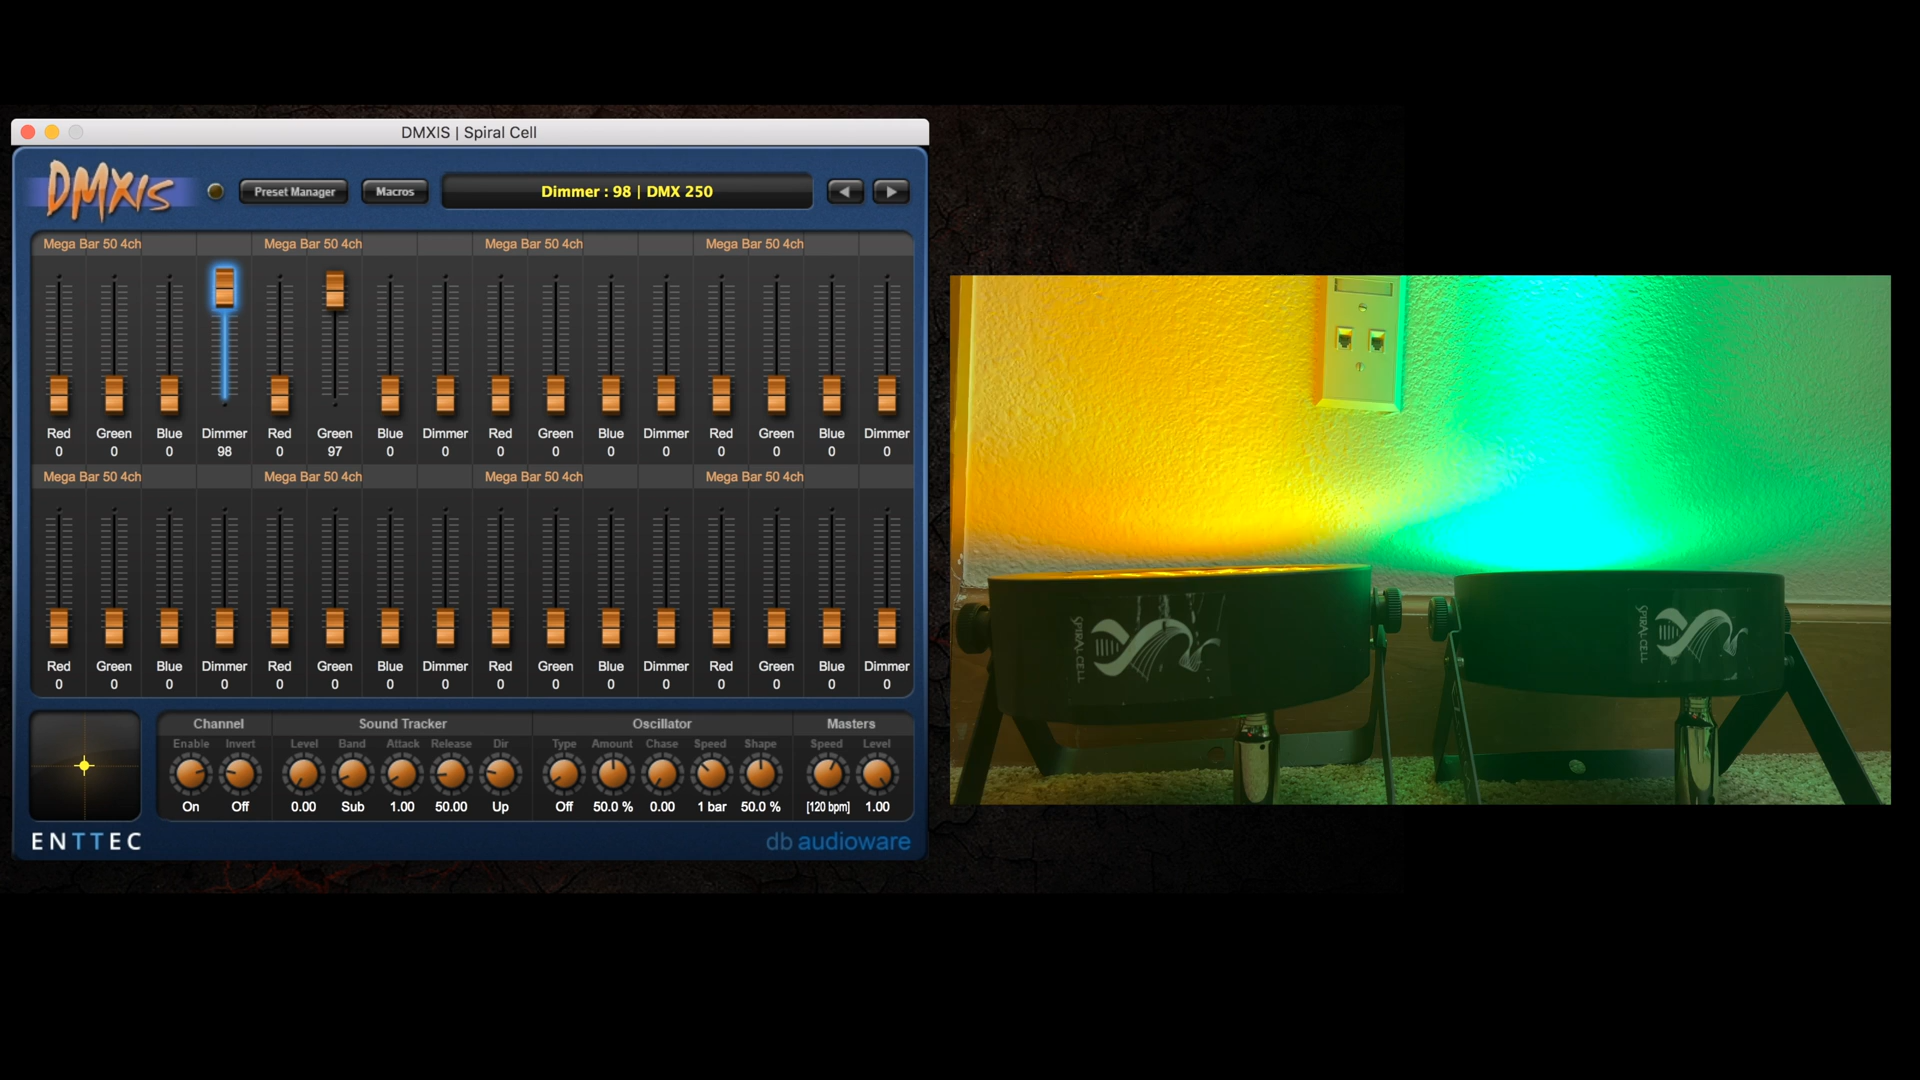 DMXIS | Spiral Cell
DMXIS
Preset Manager
Macros
Dimmer : 98 | DMX 250
Mega Bar 50 4ch Mega Bar 50 4ch Mega Bar 50 4ch Mega Bar 50 4ch
Red Green Blue Dimmer Red Green Blue Dimmer Red Green Blue Dimmer Red Green Blue Dimmer
0 0 0 98 0 97 0 0 0 0 0 0 0 0 0 0
Mega Bar 50 4ch Mega Bar 50 4ch Mega Bar 50 4ch Mega Bar 50 4ch
Red Green Blue Dimmer Red Green Blue Dimmer Red Green Blue Dimmer Red Green Blue Dimmer
0 0 0 0 0 0 0 0 0 0 0 0 0 0 0 0
Channel Sound Tracker Oscillator Masters
Enable Invert Level Band Attack Release Dir Type Amount Chase Speed Shape Speed Level
On Off 0.00 Sub 1.00 50.00 Up Off 50.0 % 0.00 1 bar 50.0 % [120 bpm] 1.00
ENTTEC
db audioware
SPIRAL CELL
SPIRAL CELL